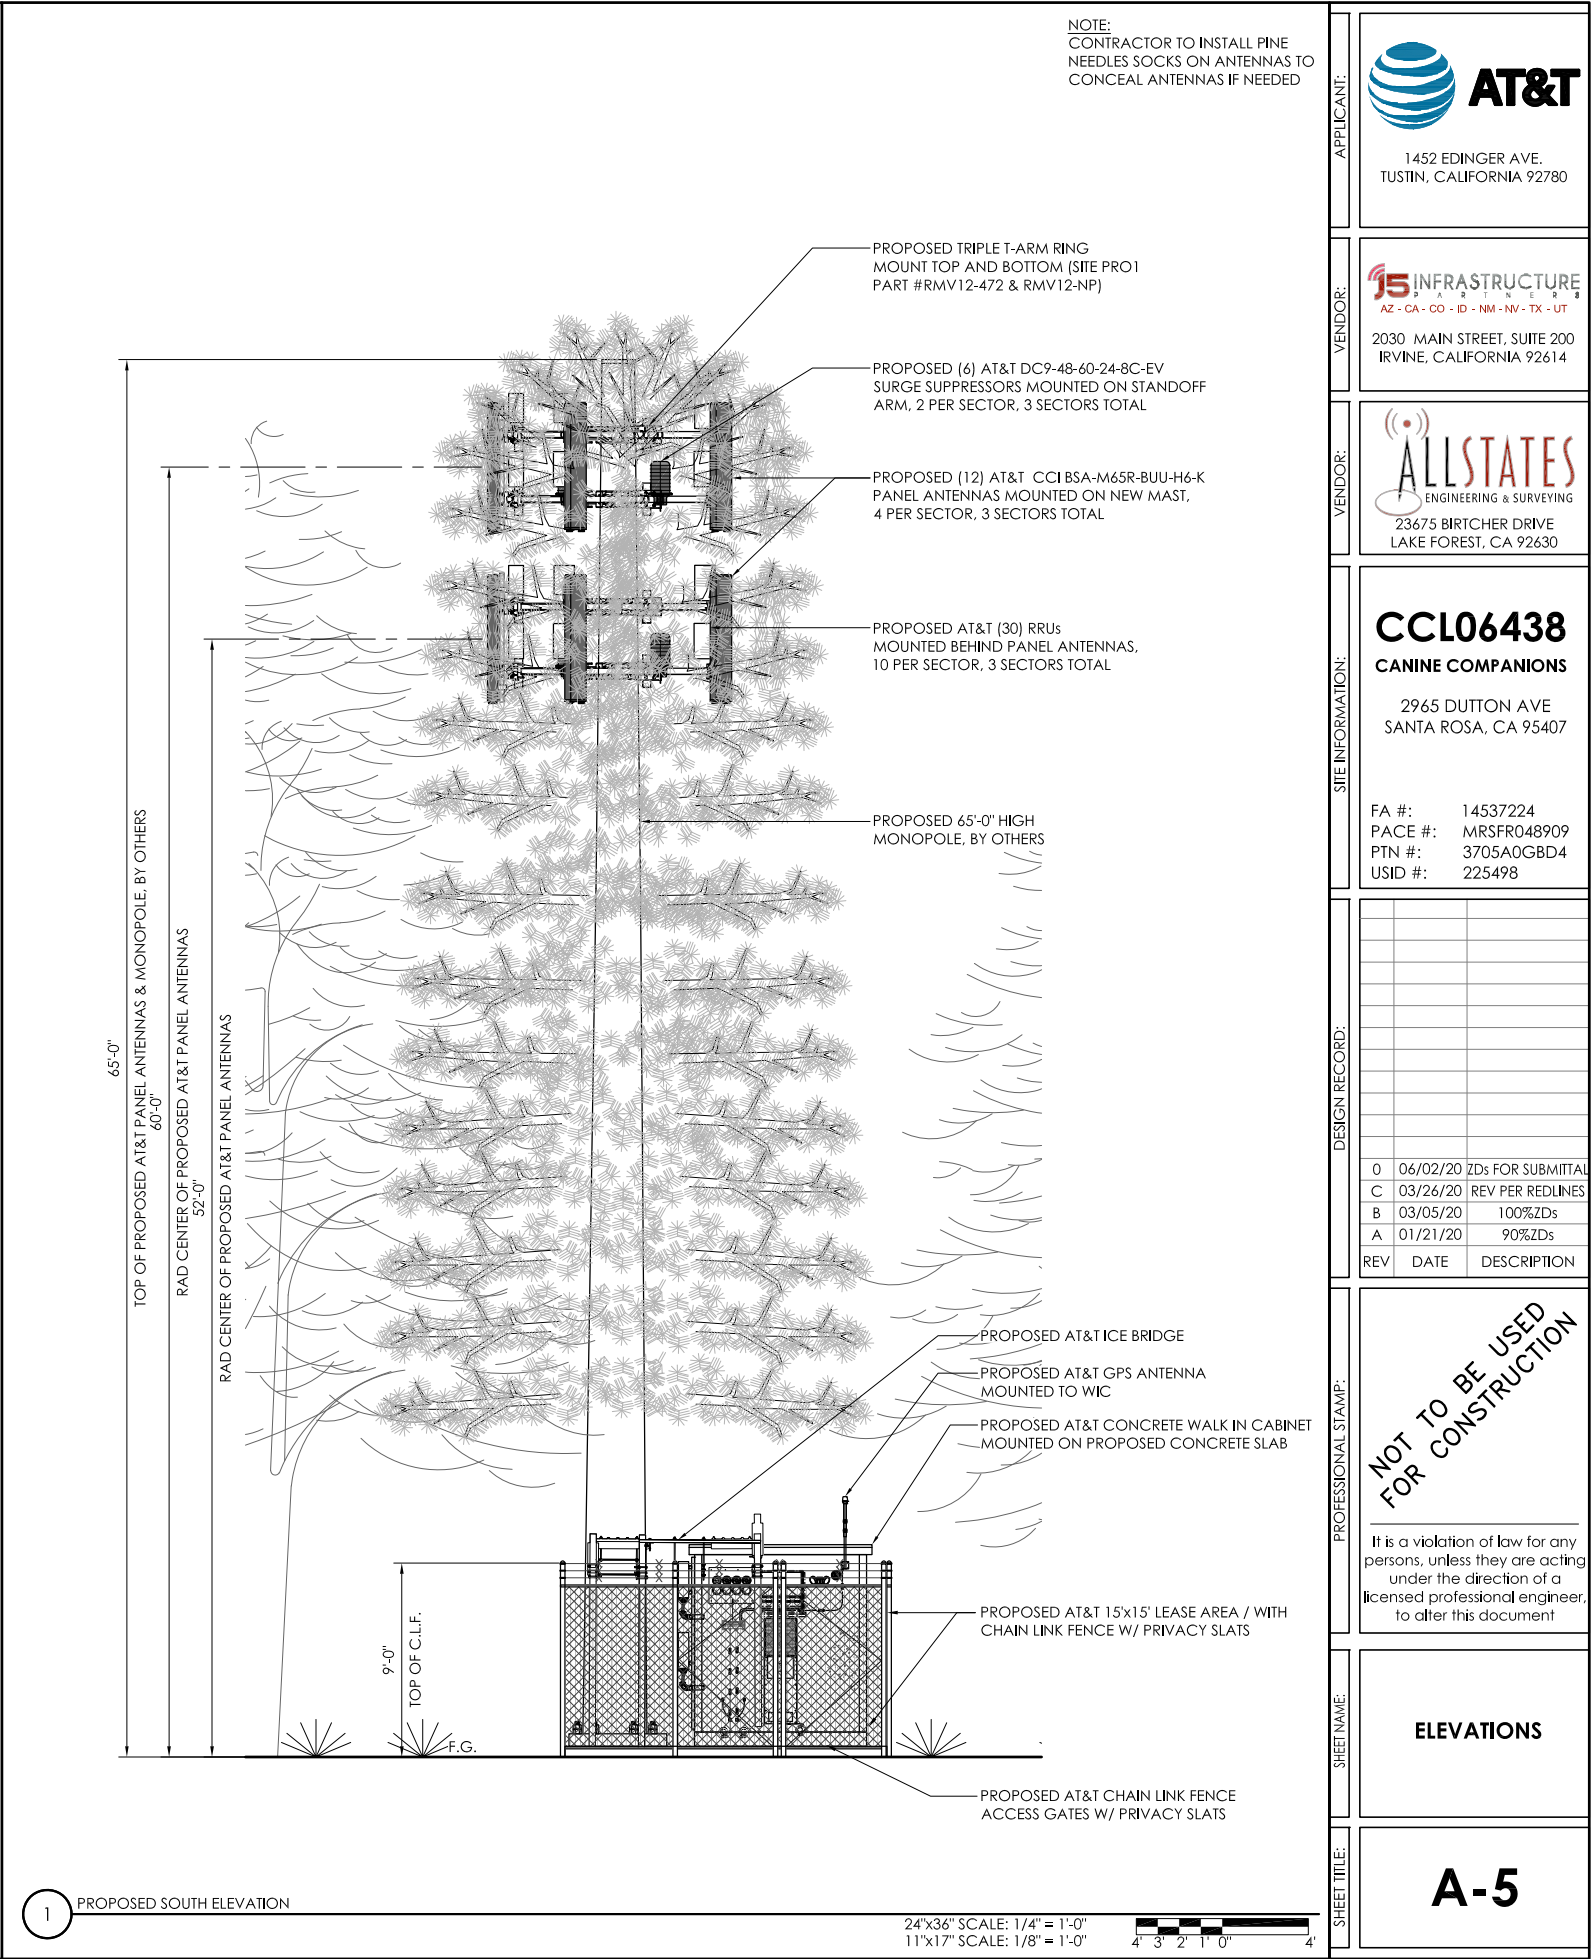 NOTE:
CONTRACTOR TO INSTALL PINE
NEEDLES SOCKS ON ANTENNAS TO
CONCEAL ANTENNAS IF NEEDED
PROPOSED TRIPLE T-ARM RING
MOUNT TOP AND BOTTOM (SITE PRO1
PART #RMV12-472 & RMV12-NP)
PROPOSED (6) AT&T DC9-48-60-24-8C-EV
SURGE SUPPRESSORS MOUNTED ON STANDOFF
ARM, 2 PER SECTOR, 3 SECTORS TOTAL
PROPOSED (12) AT&T CCI BSA-M65R-BUU-H6-K
PANEL ANTENNAS MOUNTED ON NEW MAST,
4 PER SECTOR, 3 SECTORS TOTAL
PROPOSED AT&T (30) RRUs
MOUNTED BEHIND PANEL ANTENNAS,
10 PER SECTOR, 3 SECTORS TOTAL
PROPOSED 65'-0" HIGH
MONOPOLE, BY OTHERS
65'-0"
TOP OF PROPOSED AT&T PANEL ANTENNAS & MONOPOLE, BY OTHERS
60'-0"
RAD CENTER OF PROPOSED AT&T PANEL ANTENNAS
52'-0"
RAD CENTER OF PROPOSED AT&T PANEL ANTENNAS
PROPOSED AT&T ICE BRIDGE
PROPOSED AT&T GPS ANTENNA
MOUNTED TO WIC
PROPOSED AT&T CONCRETE WALK IN CABINET
MOUNTED ON PROPOSED CONCRETE SLAB
PROPOSED AT&T 15'x15' LEASE AREA / WITH
CHAIN LINK FENCE W/ PRIVACY SLATS
9'-0"
TOP OF C.L.F.
F.G.
PROPOSED AT&T CHAIN LINK FENCE
ACCESS GATES W/ PRIVACY SLATS
1
PROPOSED SOUTH ELEVATION
24"x36" SCALE: 1/4" = 1'-0"
11"x17" SCALE: 1/8" = 1'-0"
4' 3' 2' 1' 0" 4'
APPLICANT:
AT&T
1452 EDINGER AVE.
TUSTIN, CALIFORNIA 92780
VENDOR:
J5 INFRASTRUCTURE
PARTNERS
AZ - CA - CO - ID - NM - NV - TX - UT
2030 MAIN STREET, SUITE 200
IRVINE, CALIFORNIA 92614
VENDOR:
ALLSTATES
ENGINEERING & SURVEYING
23675 BIRTCHER DRIVE
LAKE FOREST, CA 92630
SITE INFORMATION:
CCL06438
CANINE COMPANIONS
2965 DUTTON AVE
SANTA ROSA, CA 95407
FA #: 14537224
PACE #: MRSFR048909
PTN #: 3705A0GBD4
USID #: 225498
DESIGN RECORD:
0 06/02/20 ZDs FOR SUBMITTAL
C 03/26/20 REV PER REDLINES
B 03/05/20 100%ZDs
A 01/21/20 90%ZDs
REV DATE DESCRIPTION
PROFESSIONAL STAMP:
NOT TO BE USED
FOR CONSTRUCTION
It is a violation of law for any
persons, unless they are acting
under the direction of a
licensed professional engineer,
to alter this document
SHEET NAME:
ELEVATIONS
SHEET TITLE:
A-5